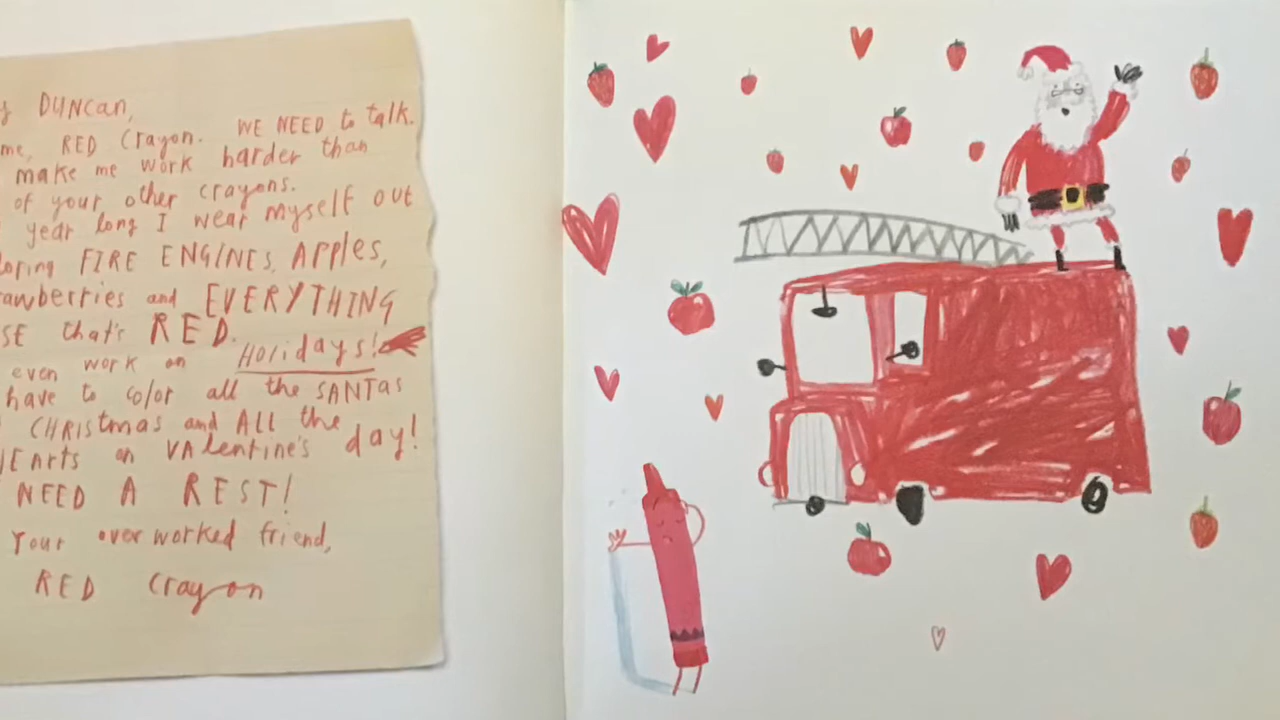 DUNCAN,
me, RED Crayon. WE NEED to talk.
make me work harder than
of your other crayons.
year long I wear myself out
FIRE ENGINES, APPles,
and EVERYTHING
that's RED.
even work on Holidays!
have to color all the SANTAs
CHRistmas and ALL the
on VAlentine's day!
NEED A REST!
Your overworked friend,
RED Crayon